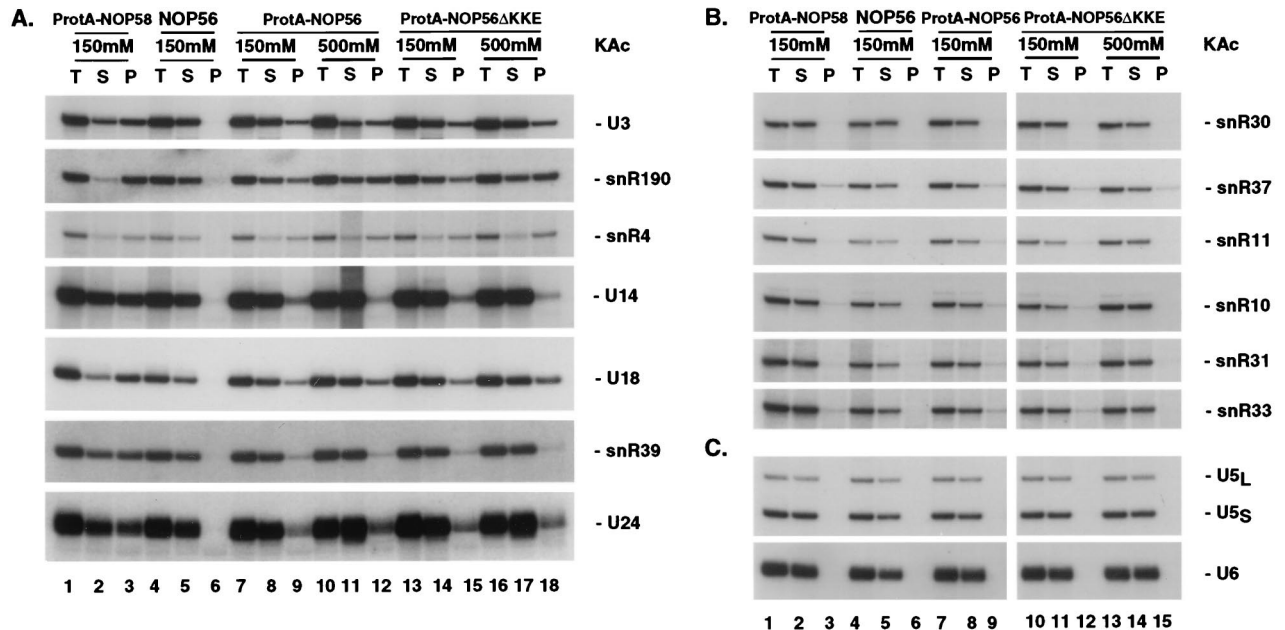 A.
ProtA-NOP58 NOP56 ProtA-NOP56 ProtA-NOP56ΔKKE
150mM 150mM 150mM 500mM 150mM 500mM KAc
T S P T S P T S P T S P T S P T S P
- U3
- snR190
- snR4
- U14
- U18
- snR39
- U24
1 2 3 4 5 6 7 8 9 10 11 12 13 14 15 16 17 18
B.
ProtA-NOP58 NOP56 ProtA-NOP56 ProtA-NOP56ΔKKE
150mM 150mM 150mM 150mM 500mM KAc
T S P T S P T S P T S P T S P
- snR30
- snR37
- snR11
- snR10
- snR31
- snR33
C.
- U5L
- U5S
- U6
1 2 3 4 5 6 7 8 9 10 11 12 13 14 15